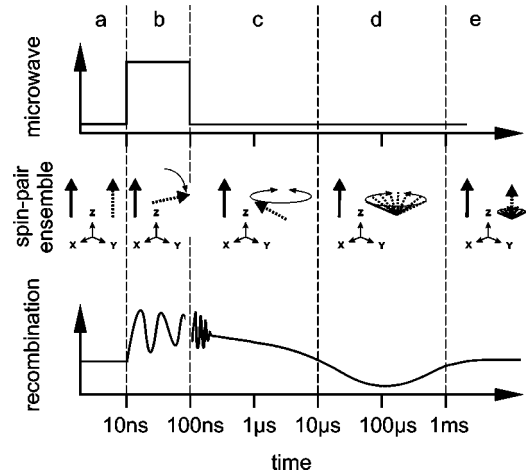 a b c d e
microwave
spin-pair
ensemble
Z X Y
Z X Y
Z X Y
Z X Y
Z X Y
recombination
10ns 100ns 1µs 10µs 100µs 1ms
time